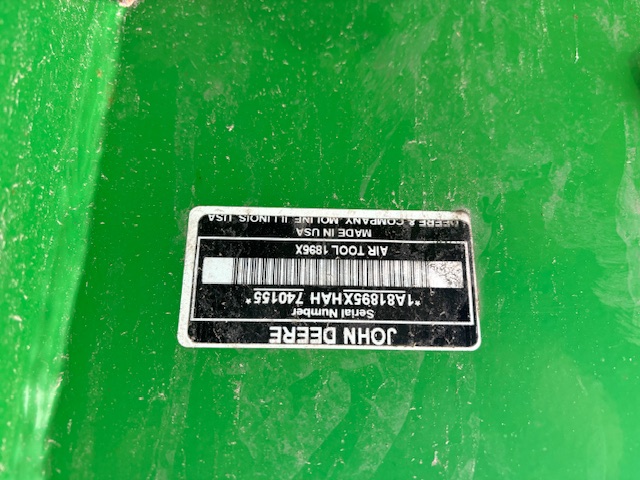 JOHN DEERE
Serial Number
*1A81895XHAH 740155*
AIR TOOL 1895X
MADE IN USA
DEERE & COMPANY, MOLINE, ILLINOIS, USA